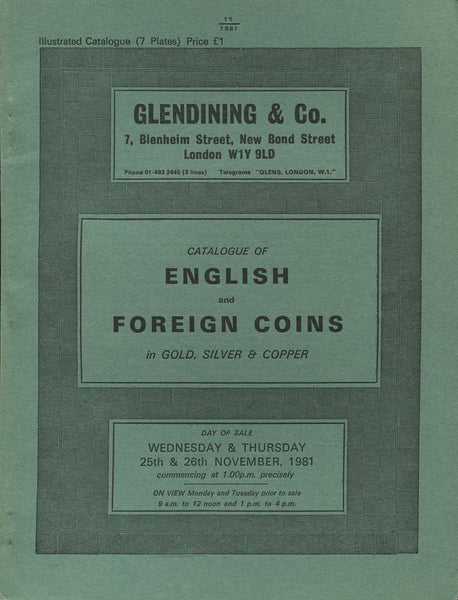 15
1981
Illustrated Catalogue (7 Plates) Price £1
GLENDINING & Co.
7, Blenheim Street, New Bond Street
London W1Y 9LD
Phone 01-493 2445 (3 lines) Telegrams "GLENS, LONDON, W.1."
CATALOGUE OF
ENGLISH
and
FOREIGN COINS
in GOLD, SILVER & COPPER
DAY OF SALE
WEDNESDAY & THURSDAY
25th & 26th NOVEMBER, 1981
commencing at 1.00p.m. precisely
ON VIEW Monday and Tuesday prior to sale
9 a.m. to 12 noon and 1 p.m. to 4 p.m.